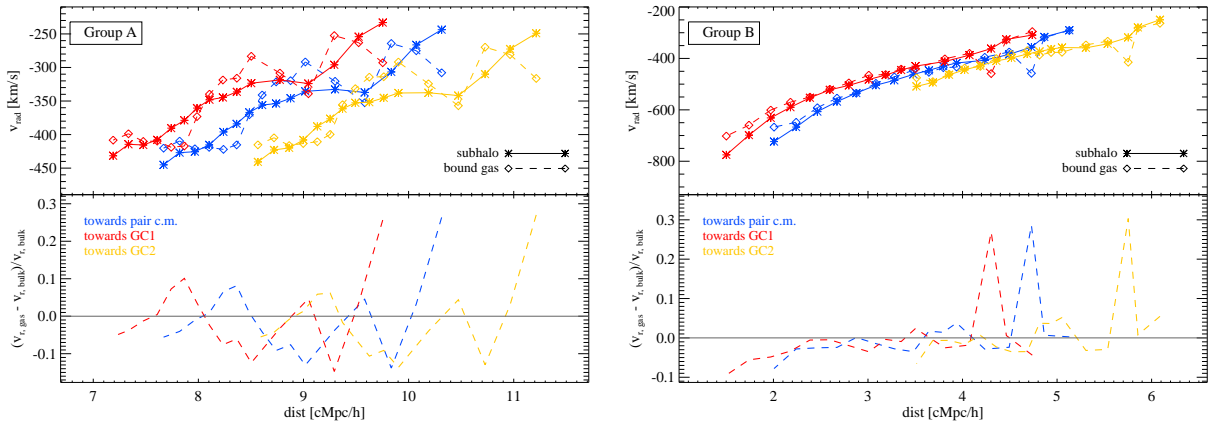 Group A
-250
-300
-350
-400
-450
v_rad [km/s]
subhalo
bound gas
0.3
0.2
0.1
0.0
-0.1
(v_r, gas - v_r, bulk)/v_r, bulk
towards pair c.m.
towards GC1
towards GC2
7 8 9 10 11
dist [cMpc/h]
Group B
-200
-400
-600
-800
v_rad [km/s]
subhalo
bound gas
0.3
0.2
0.1
0.0
-0.1
(v_r, gas - v_r, bulk)/v_r, bulk
towards pair c.m.
towards GC1
towards GC2
1 2 3 4 5 6
dist [cMpc/h]